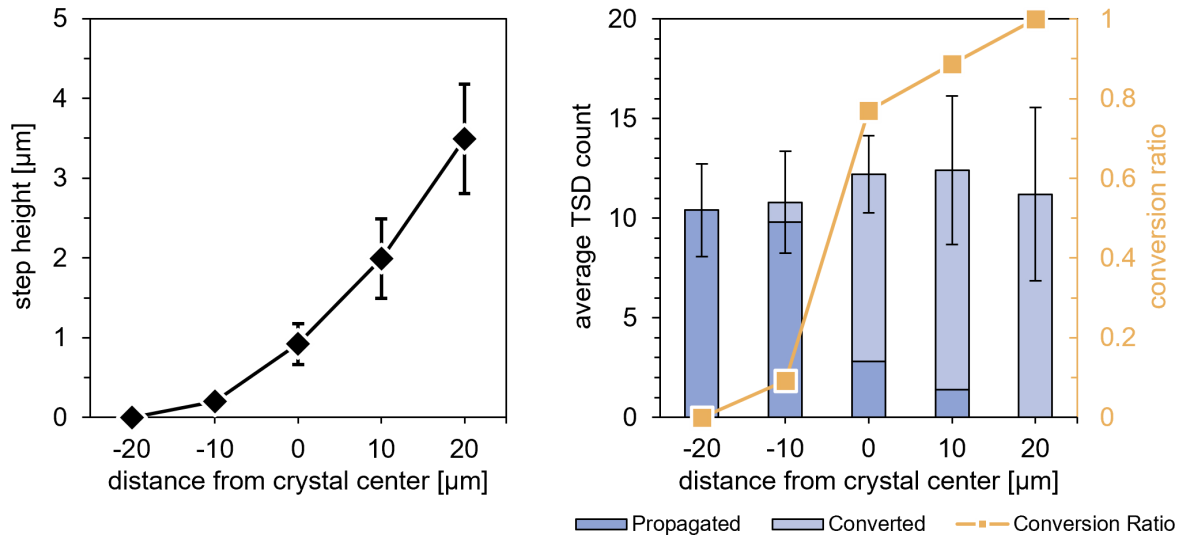 5
4
3
2
1
0
step height [µm]
-20 -10 0 10 20
distance from crystal center [µm]
20
15
10
5
0
average TSD count
1
0.8
0.6
0.4
0.2
0
conversion ratio
-20 -10 0 10 20
distance from crystal center [µm]
Propagated Converted Conversion Ratio